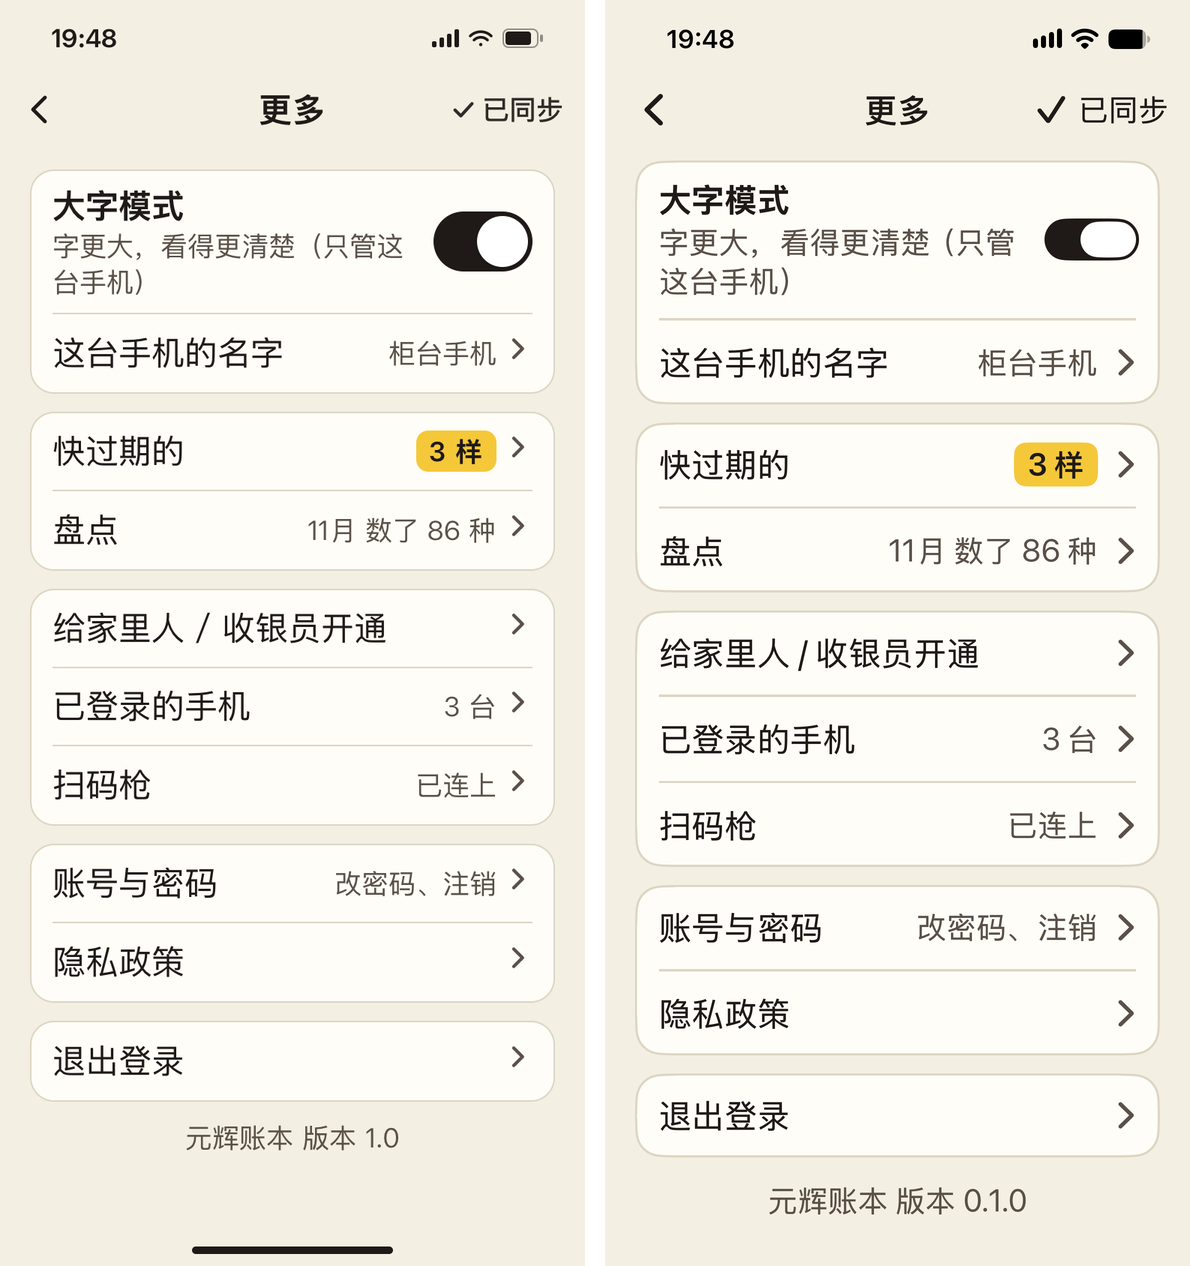 19:48
更多
已同步
大字模式
字更大，看得更清楚（只管这
台手机）
这台手机的名字 柜台手机
快过期的 3 样
盘点 11月 数了 86 种
给家里人 / 收银员开通
已登录的手机 3 台
扫码枪 已连上
账号与密码 改密码、注销
隐私政策
退出登录
元辉账本 版本 1.0
19:48
更多
已同步
大字模式
字更大，看得更清楚（只管
这台手机）
这台手机的名字 柜台手机
快过期的 3 样
盘点 11月 数了 86 种
给家里人 / 收银员开通
已登录的手机 3 台
扫码枪 已连上
账号与密码 改密码、注销
隐私政策
退出登录
元辉账本 版本 0.1.0